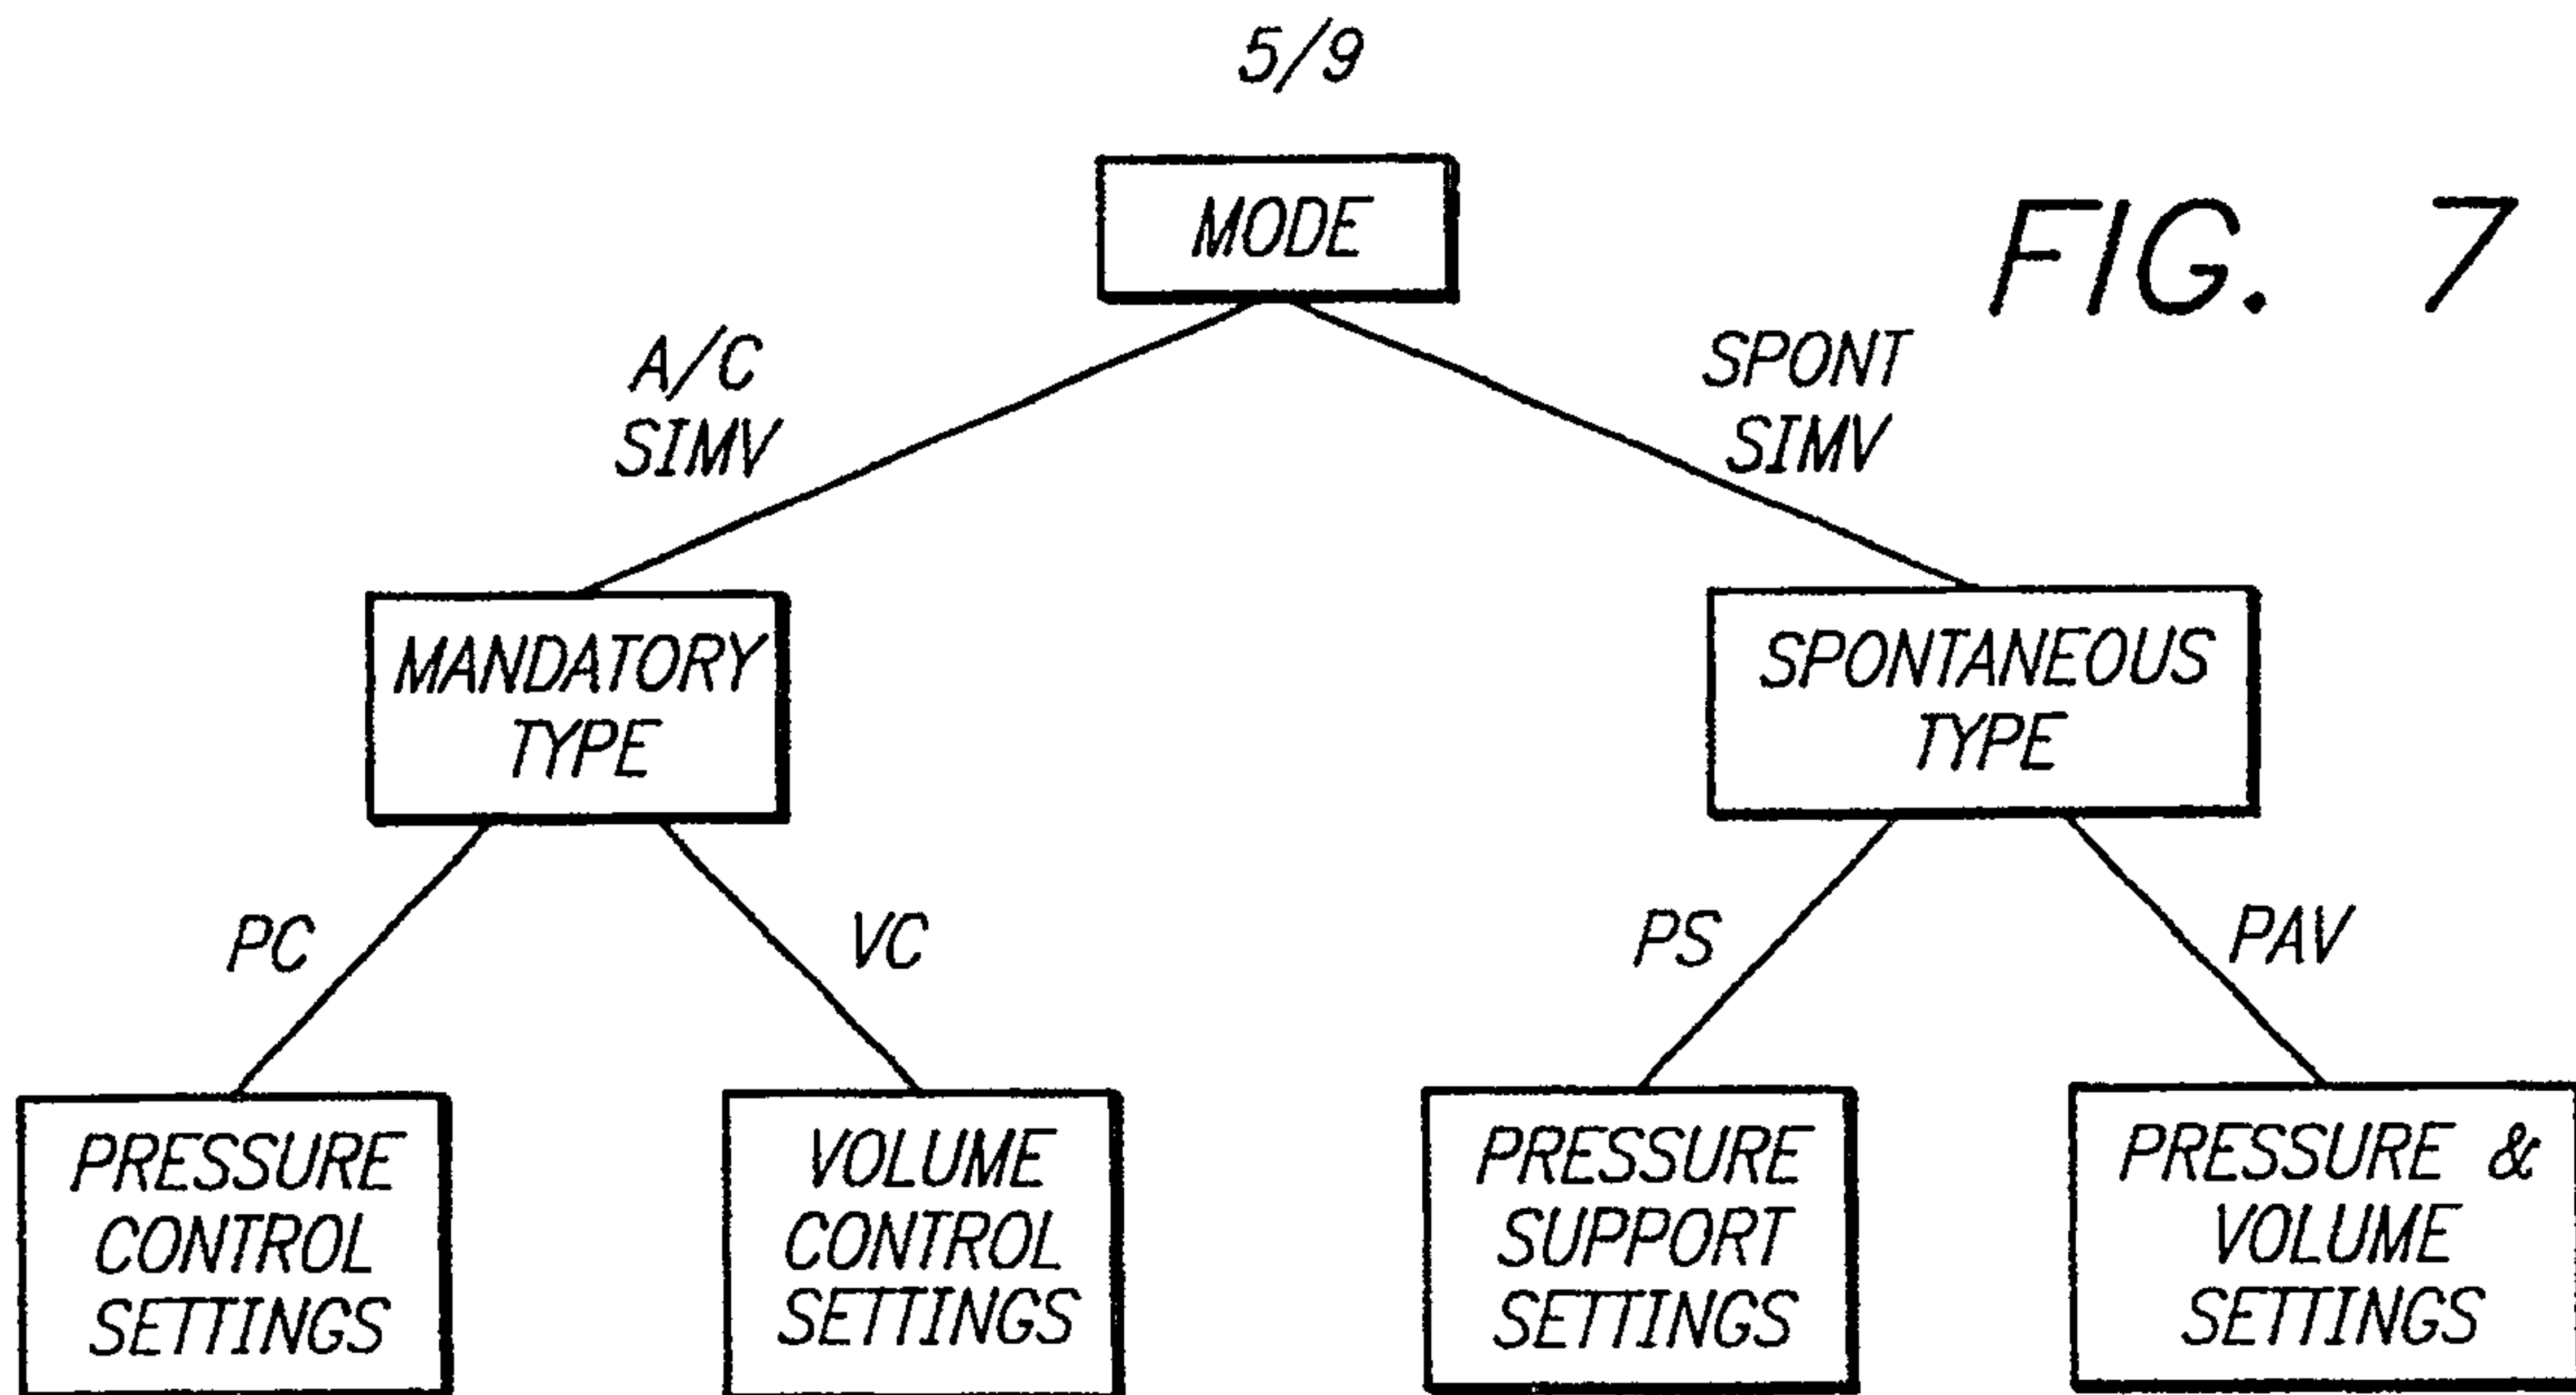 5/9
MODE
FIG. 7
A/C
SIMV
SPONT
SIMV
MANDATORY
TYPE
SPONTANEOUS
TYPE
PC
VC
PS
PAV
PRESSURE
CONTROL
SETTINGS
VOLUME
CONTROL
SETTINGS
PRESSURE
SUPPORT
SETTINGS
PRESSURE &
VOLUME
SETTINGS